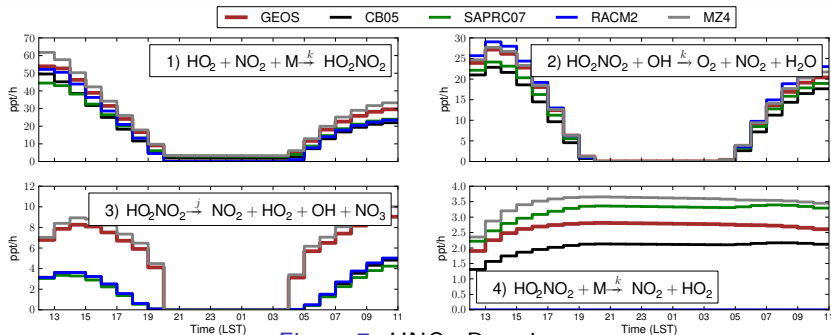 GEOS CB05 SAPRC07 RACM2 MZ4
1) HO₂ + NO₂ + M →ᵏ HO₂NO₂
2) HO₂NO₂ + OH →ᵏ O₂ + NO₂ + H₂O
ppt/h
70
60
50
40
30
20
10
0
ppt/h
30
25
20
15
10
5
0
3) HO₂NO₂ →ʲ NO₂ + HO₂ + OH + NO₃
4) HO₂NO₂ + M →ᵏ NO₂ + HO₂
ppt/h
12
10
8
6
4
2
0
13 15 17 19 21 23 01 03 05 07 09 11
Time (LST)
ppt/h
4.0
3.5
3.0
2.5
2.0
1.5
1.0
0.5
0.0
13 15 17 19 21 23 01 03 05 07 09 11
Time (LST)